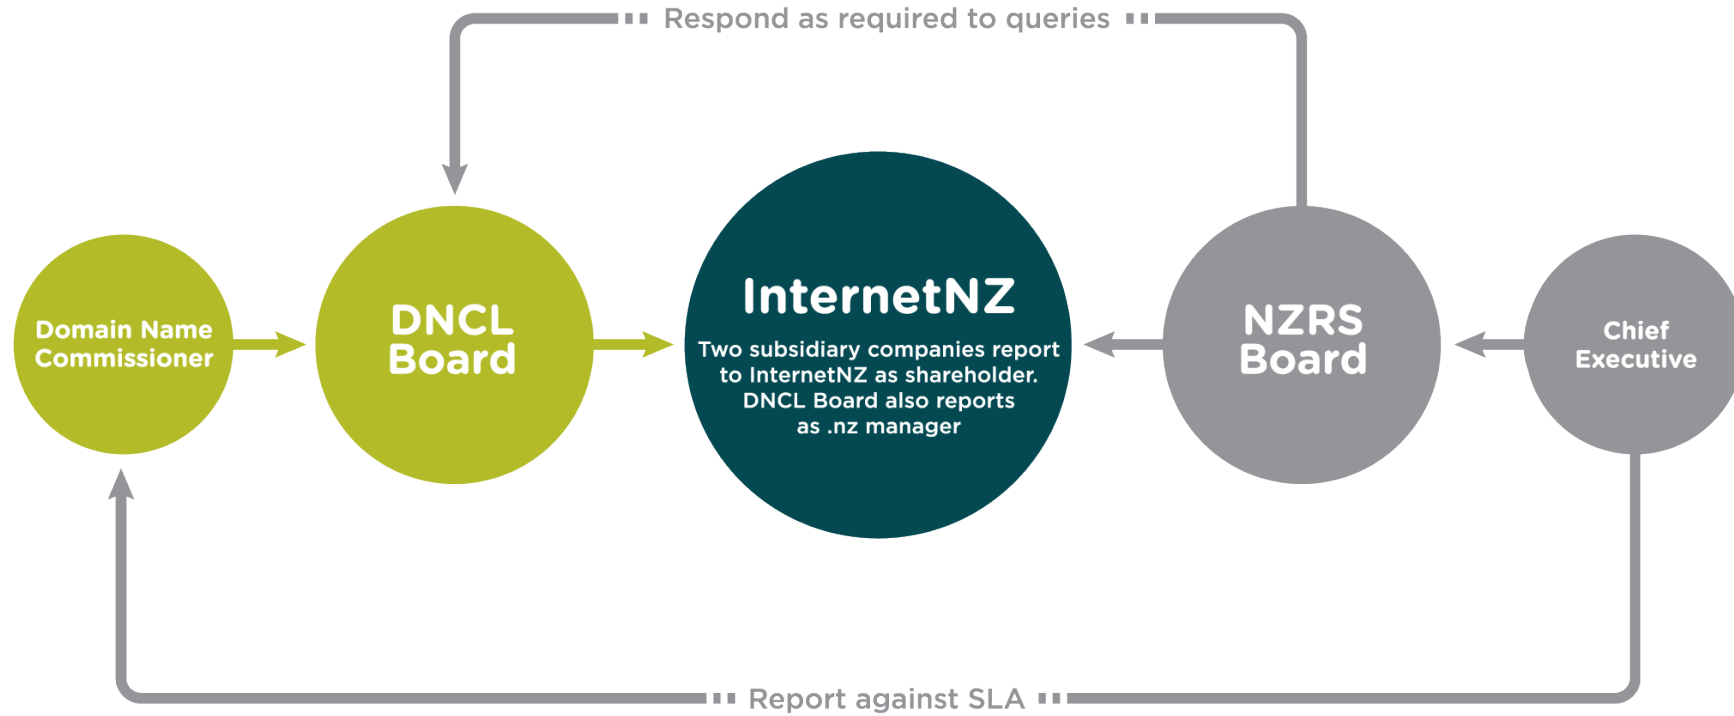 Respond as required to queries
Domain Name
Commissioner
DNCL
Board
InternetNZ
Two subsidiary companies report
to InternetNZ as shareholder.
DNCL Board also reports
as .nz manager
NZRS
Board
Chief
Executive
Report against SLA